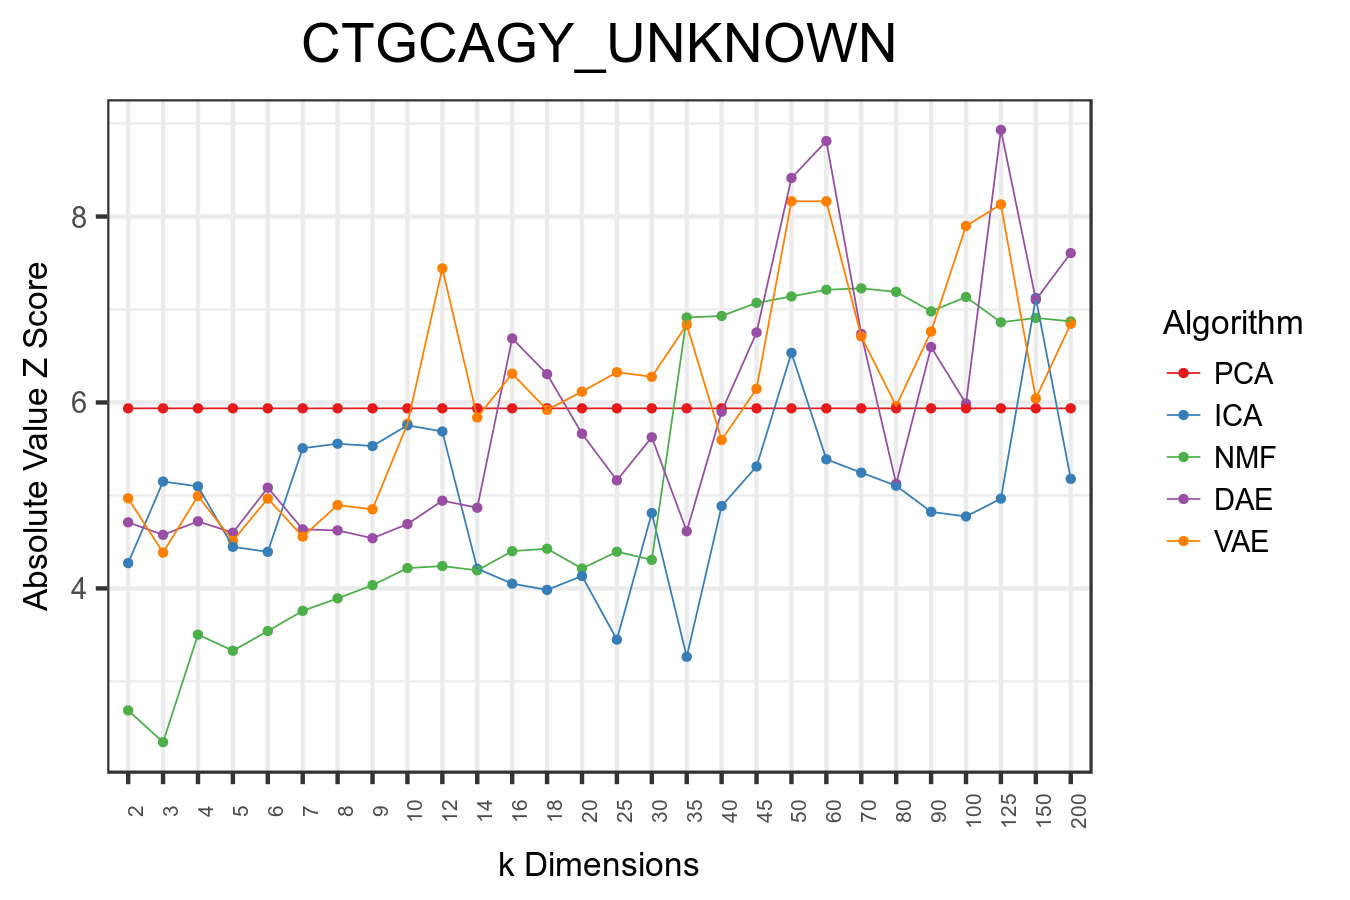 CTGCAGY_UNKNOWN
Absolute Value Z Score
8
6
4
2 3 4 5 6 7 8 9 10 12 14 16 18 20 25 30 35 40 45 50 60 70 80 90 100 125 150 200
k Dimensions
Algorithm
PCA
ICA
NMF
DAE
VAE